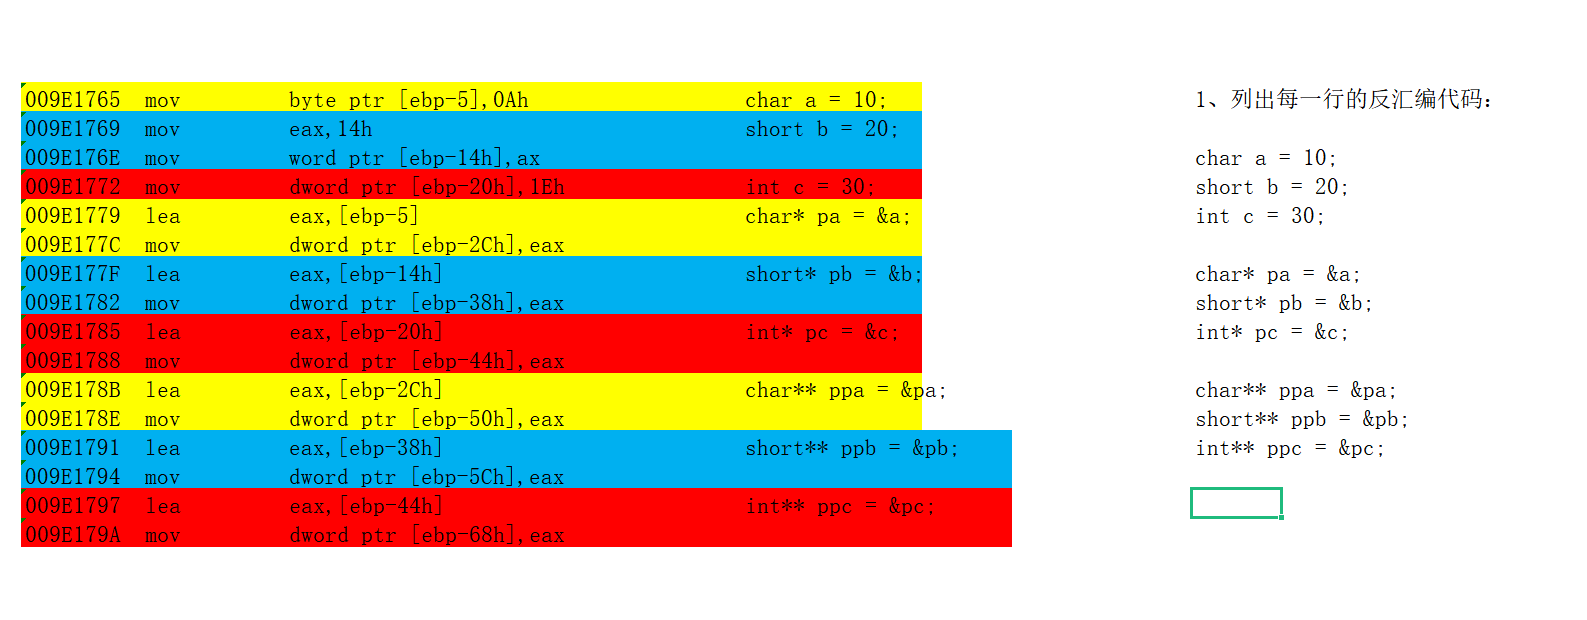 009E1765 mov byte ptr [ebp-5],0Ah char a = 10;
009E1769 mov eax,14h short b = 20;
009E176E mov word ptr [ebp-14h],ax
009E1772 mov dword ptr [ebp-20h],1Eh int c = 30;
009E1779 lea eax,[ebp-5] char* pa = &a;
009E177C mov dword ptr [ebp-2Ch],eax
009E177F lea eax,[ebp-14h] short* pb = &b;
009E1782 mov dword ptr [ebp-38h],eax
009E1785 lea eax,[ebp-20h] int* pc = &c;
009E1788 mov dword ptr [ebp-44h],eax
009E178B lea eax,[ebp-2Ch] char** ppa = &pa;
009E178E mov dword ptr [ebp-50h],eax
009E1791 lea eax,[ebp-38h] short** ppb = &pb;
009E1794 mov dword ptr [ebp-5Ch],eax
009E1797 lea eax,[ebp-44h] int** ppc = &pc;
009E179A mov dword ptr [ebp-68h],eax
1、列出每一行的反汇编代码：
char a = 10;
short b = 20;
int c = 30;
char* pa = &a;
short* pb = &b;
int* pc = &c;
char** ppa = &pa;
short** ppb = &pb;
int** ppc = &pc;